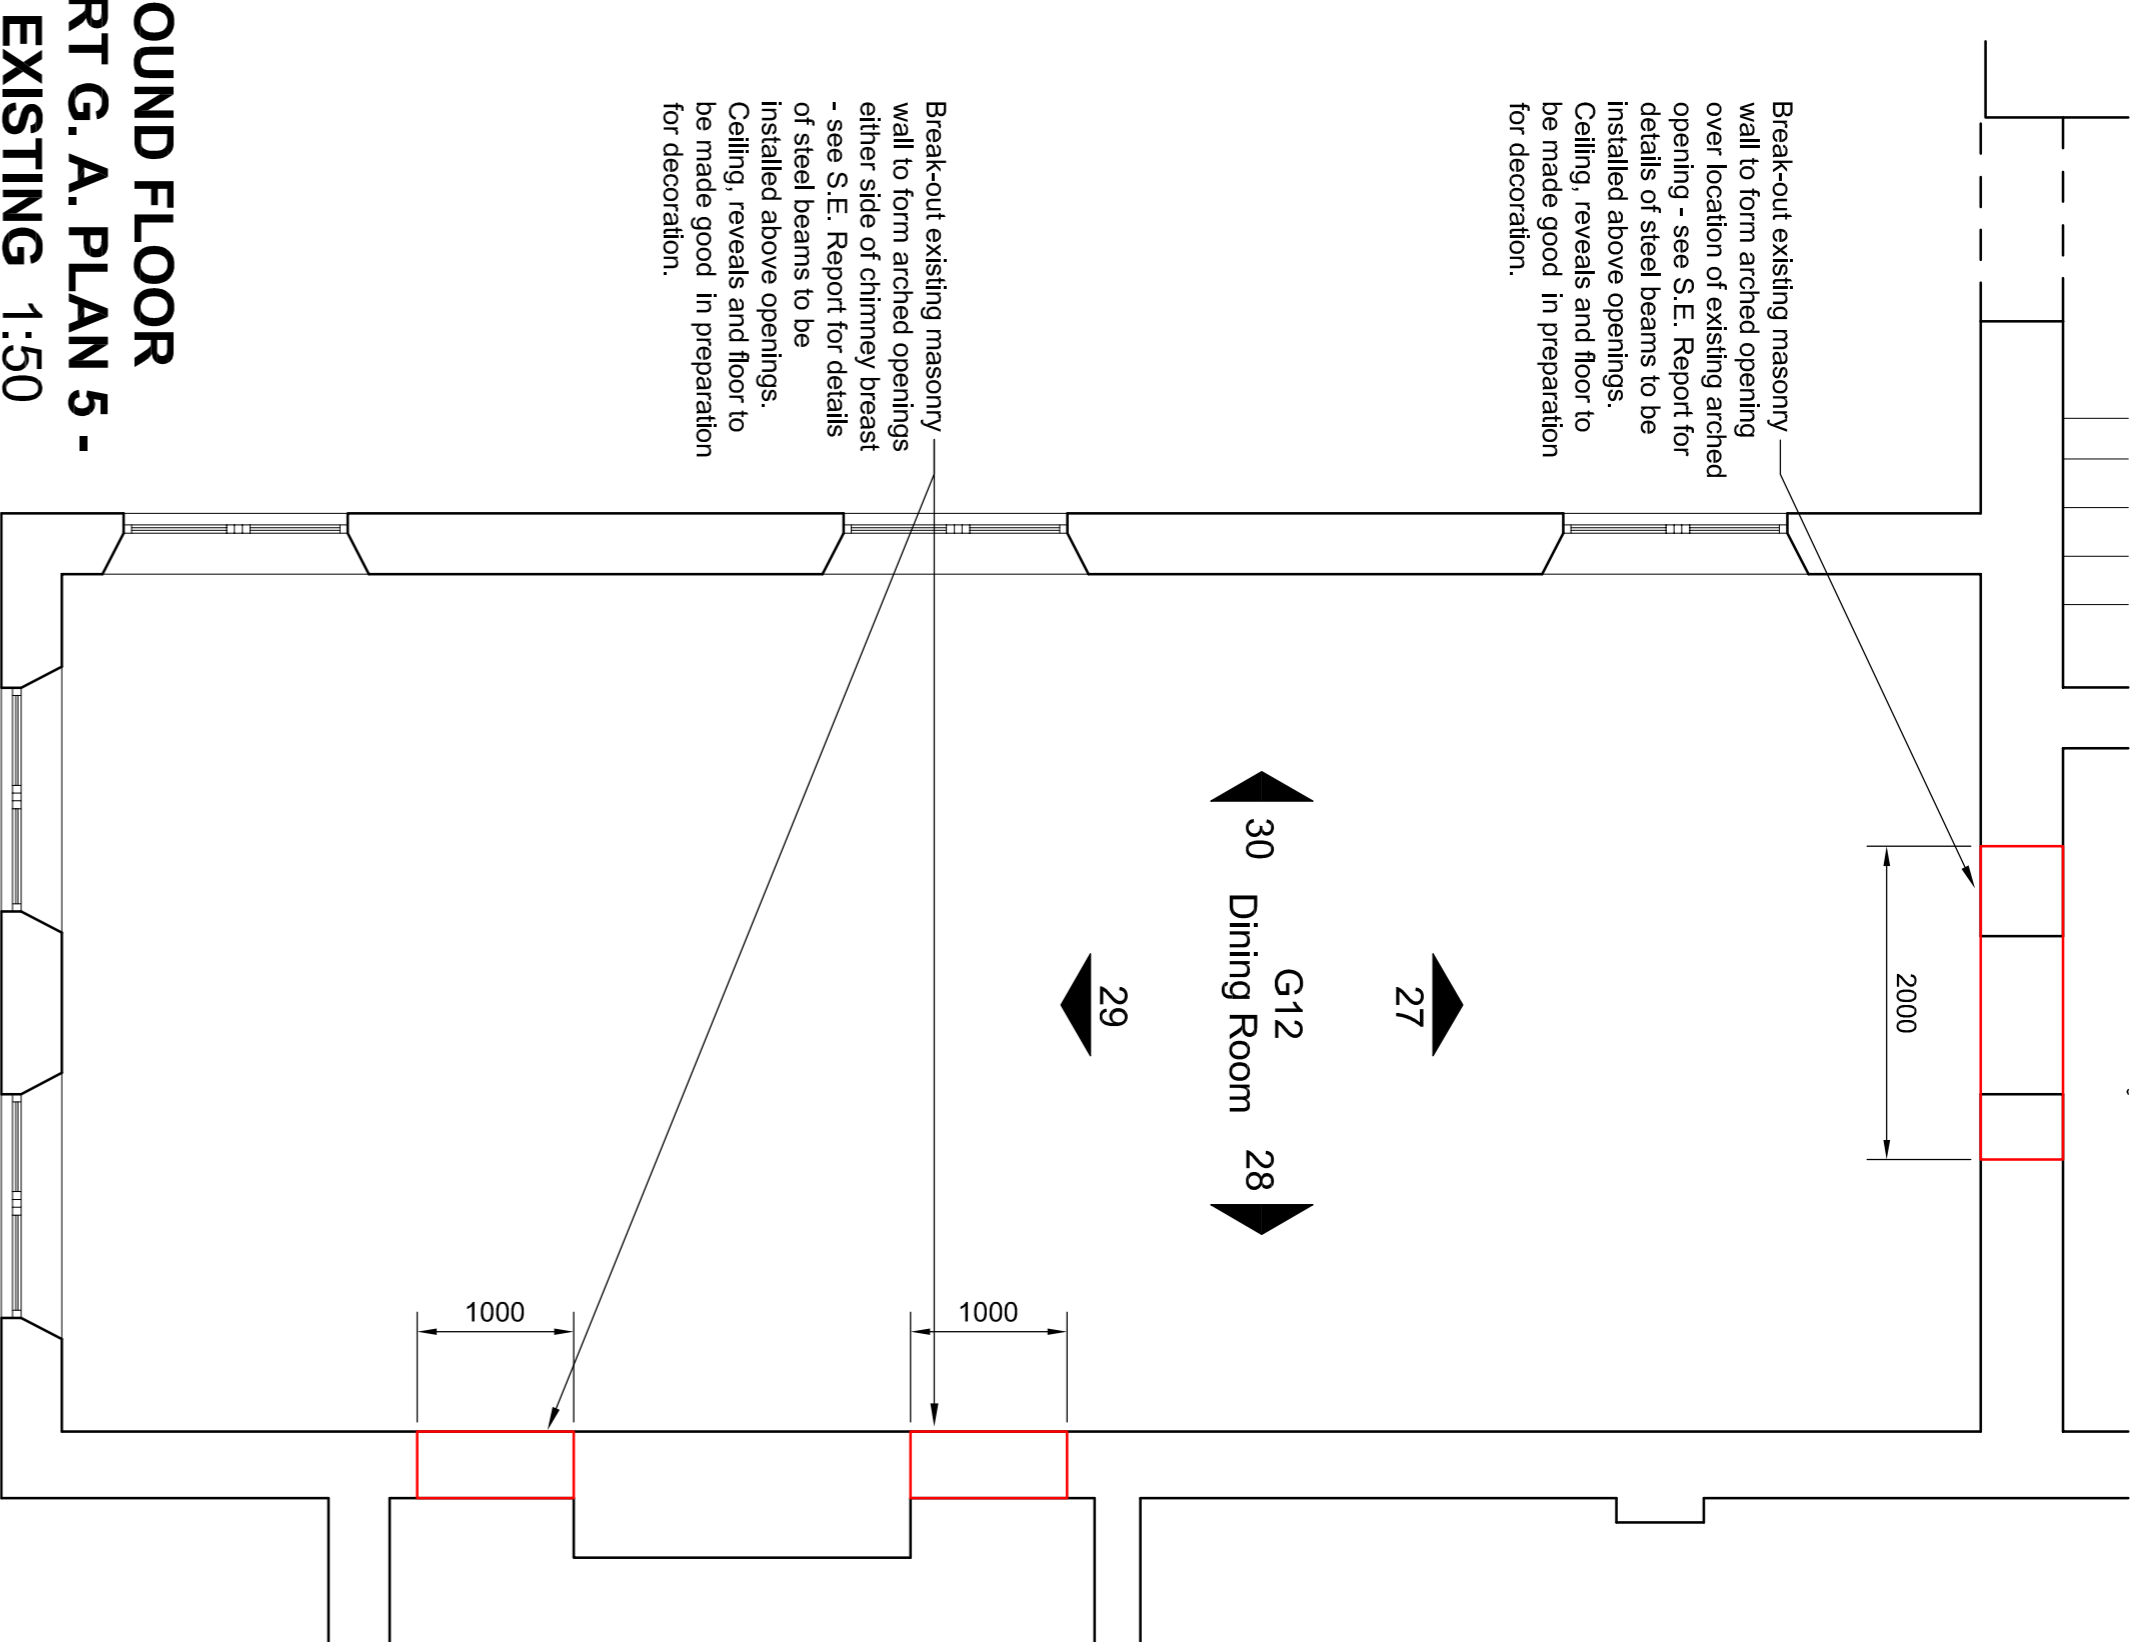 Break-out existing masonry
wall to form arched opening
over location of existing arched
opening - see S.E. Report for
details of steel beams to be
installed above openings.
Ceiling, reveals and floor to
be made good in preparation
for decoration.
Break-out existing masonry
wall to form arched openings
either side of chimney breast
- see S.E. Report for details
of steel beams to be
installed above openings.
Ceiling, reveals and floor to
be made good in preparation
for decoration.
2000
27
G12
30 Dining Room 28
29
1000
1000
OUND FLOOR
RT G. A. PLAN 5 -
EXISTING 1:50